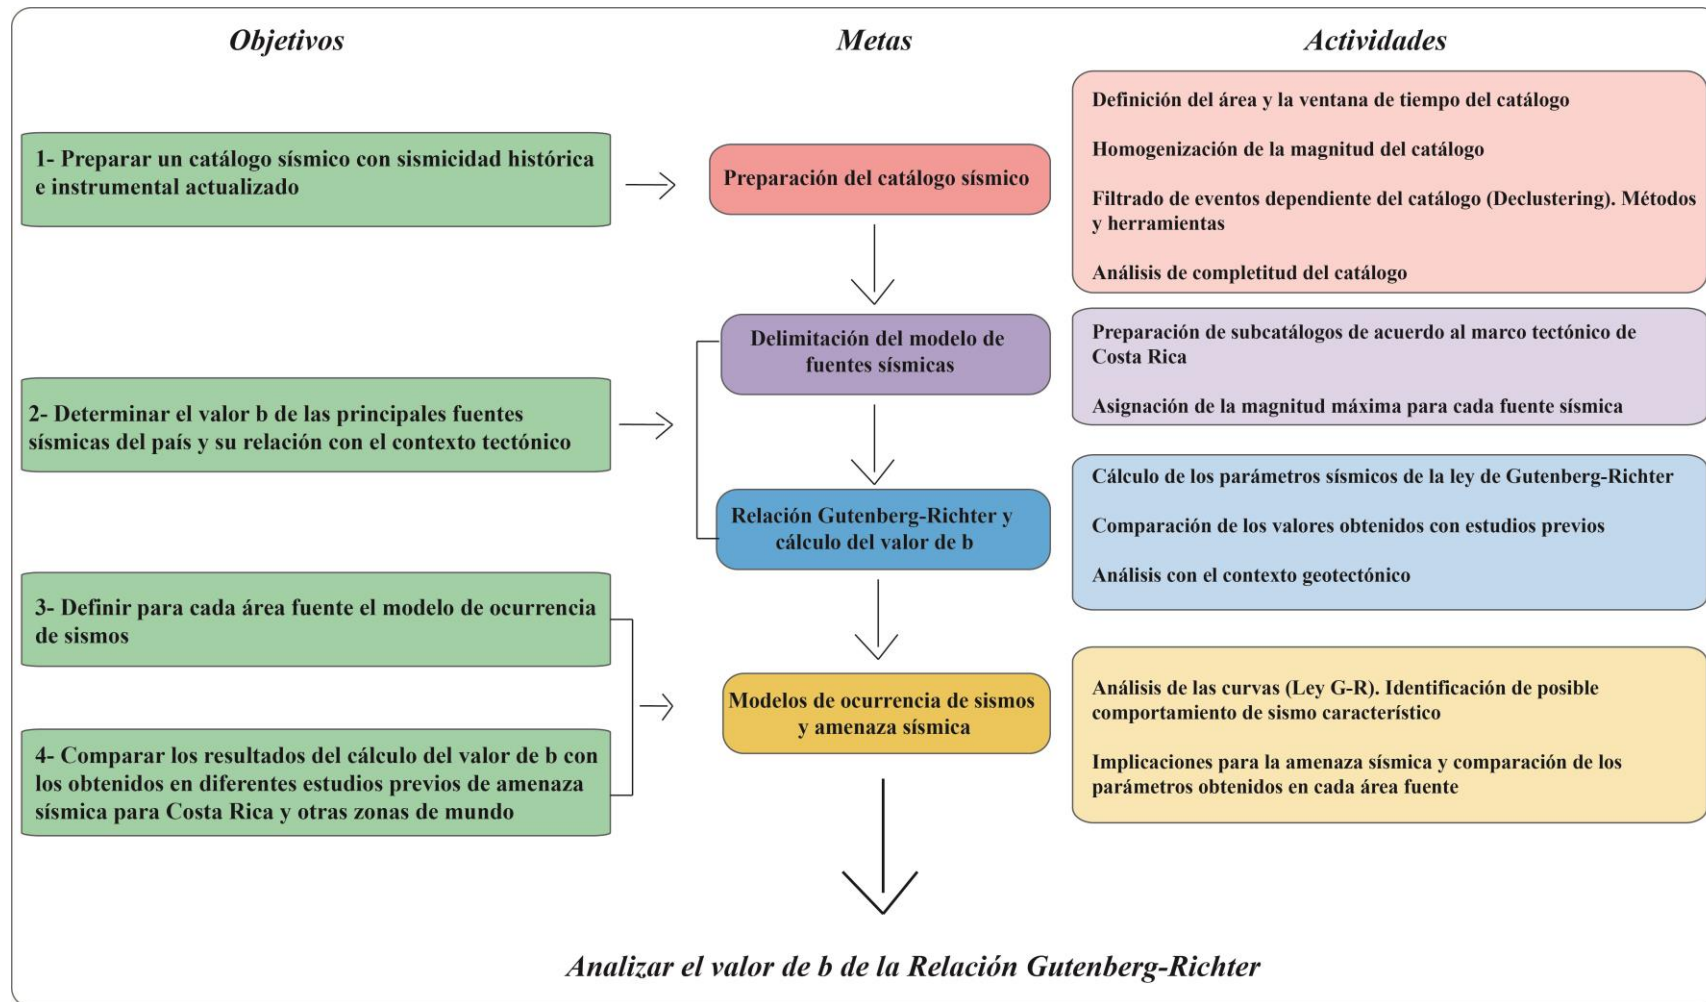 Objetivos
Metas
Actividades
1- Preparar un catálogo sísmico con sismicidad histórica
e instrumental actualizado
2- Determinar el valor b de las principales fuentes
sísmicas del país y su relación con el contexto tectónico
3- Definir para cada área fuente el modelo de ocurrencia
de sismos
4- Comparar los resultados del cálculo del valor de b con
los obtenidos en diferentes estudios previos de amenaza
sísmica para Costa Rica y otras zonas de mundo
Preparación del catálogo sísmico
Delimitación del modelo de
fuentes sísmicas
Relación Gutenberg-Richter y
cálculo del valor de b
Modelos de ocurrencia de sismos
y amenaza sísmica
Definición del área y la ventana de tiempo del catálogo
Homogenización de la magnitud del catálogo
Filtrado de eventos dependiente del catálogo (Declustering). Métodos
y herramientas
Análisis de completitud del catálogo
Preparación de subcatálogos de acuerdo al marco tectónico de
Costa Rica
Asignación de la magnitud máxima para cada fuente sísmica
Cálculo de los parámetros sísmicos de la ley de Gutenberg-Richter
Comparación de los valores obtenidos con estudios previos
Análisis con el contexto geotectónico
Análisis de las curvas (Ley G-R). Identificación de posible
comportamiento de sismo característico
Implicaciones para la amenaza sísmica y comparación de los
parámetros obtenidos en cada área fuente
Analizar el valor de b de la Relación Gutenberg-Richter